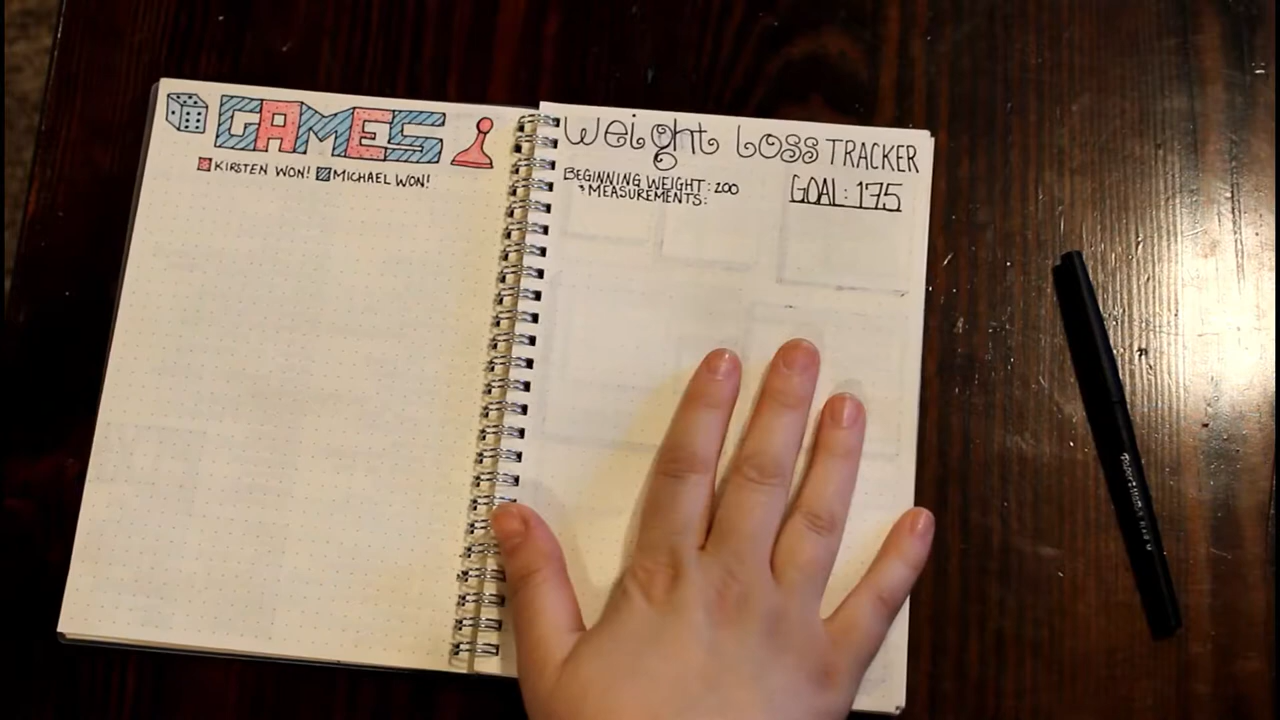 GAMES
KIRSTEN WON! MICHAEL WON!
Weight Loss TRACKER
BEGINNING WEIGHT: 200
& MEASUREMENTS:
GOAL: 175